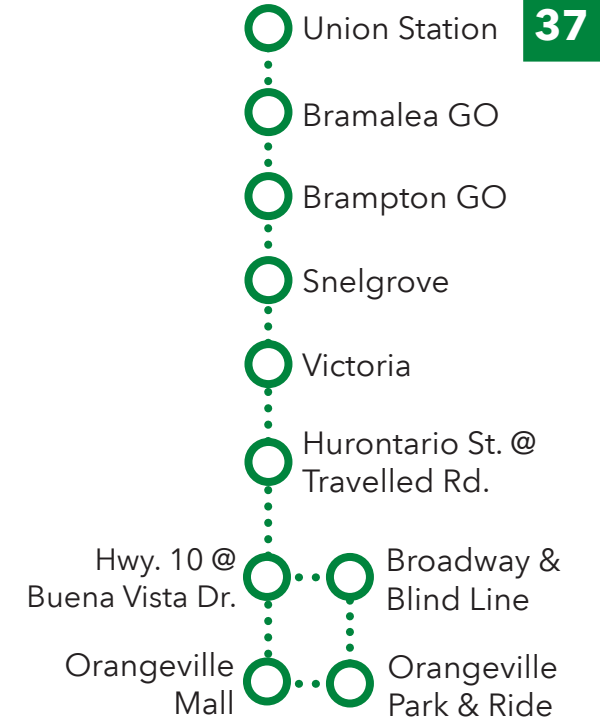 Union Station
37
Bramalea GO
Brampton GO
Snelgrove
Victoria
Hurontario St. @
Travelled Rd.
Hwy. 10 @
Buena Vista Dr.
Broadway &
Blind Line
Orangeville
Mall
Orangeville
Park & Ride